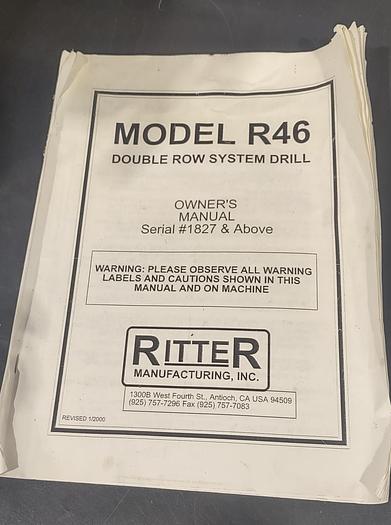 MODEL R46
DOUBLE ROW SYSTEM DRILL
OWNER'S
MANUAL
Serial #1827 & Above
WARNING: PLEASE OBSERVE ALL WARNING
LABELS AND CAUTIONS SHOWN IN THIS
MANUAL AND ON MACHINE
RITTER
MANUFACTURING, INC.
1300B West Fourth St., Antioch, CA USA 94509
(925) 757-7296 Fax (925) 757-7083
REVISED 1/2000